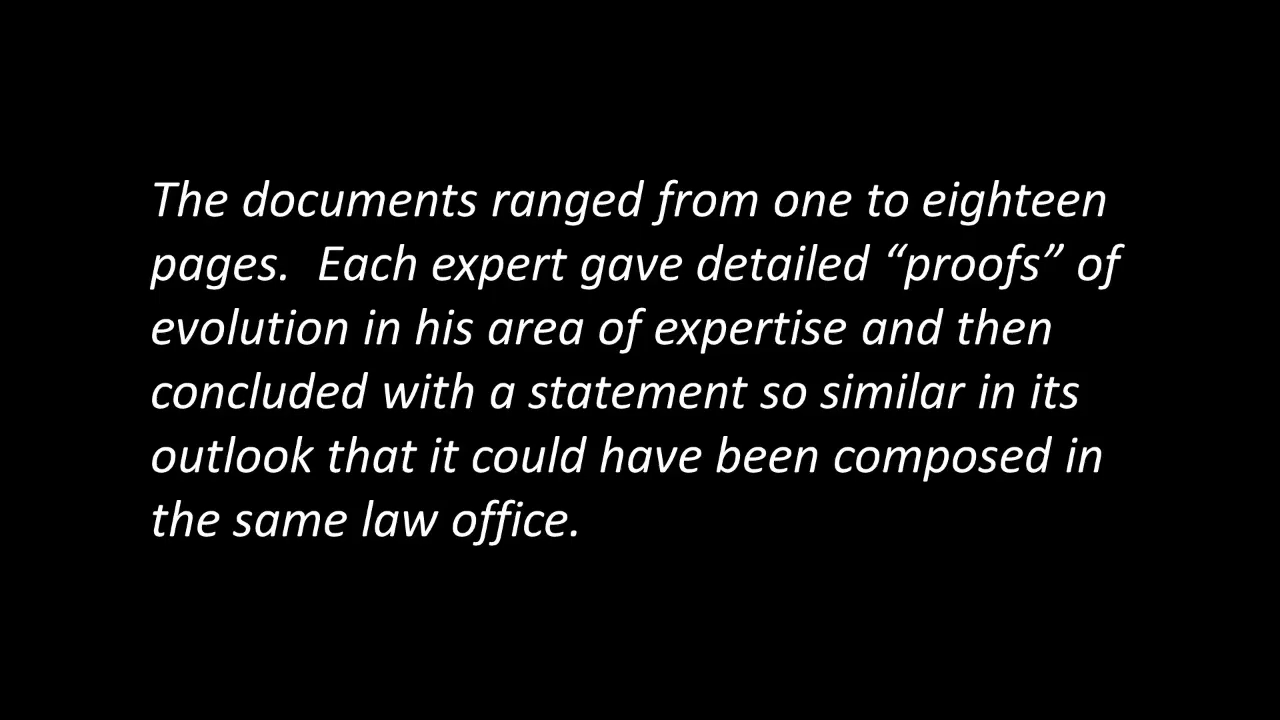 The documents ranged from one to eighteen
pages.  Each expert gave detailed “proofs” of
evolution in his area of expertise and then
concluded with a statement so similar in its
outlook that it could have been composed in
the same law office.